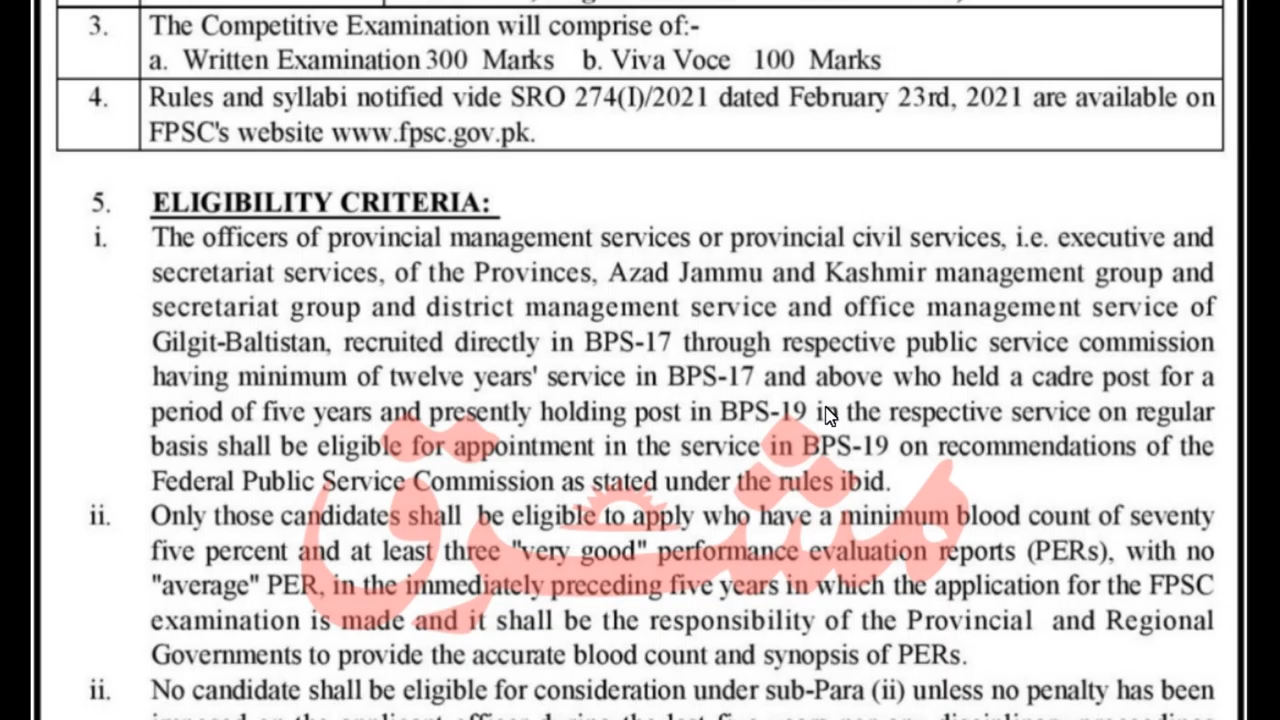 3. The Competitive Examination will comprise of:-
a. Written Examination 300 Marks b. Viva Voce 100 Marks
4. Rules and syllabi notified vide SRO 274(I)/2021 dated February 23rd, 2021 are available on
FPSC's website www.fpsc.gov.pk.
5. ELIGIBILITY CRITERIA:
i. The officers of provincial management services or provincial civil services, i.e. executive and
secretariat services, of the Provinces, Azad Jammu and Kashmir management group and
secretariat group and district management service and office management service of
Gilgit-Baltistan, recruited directly in BPS-17 through respective public service commission
having minimum of twelve years' service in BPS-17 and above who held a cadre post for a
period of five years and presently holding post in BPS-19 in the respective service on regular
basis shall be eligible for appointment in the service in BPS-19 on recommendations of the
Federal Public Service Commission as stated under the rules ibid.
ii. Only those candidates shall be eligible to apply who have a minimum blood count of seventy
five percent and at least three "very good" performance evaluation reports (PERs), with no
"average" PER, in the immediately preceding five years in which the application for the FPSC
examination is made and it shall be the responsibility of the Provincial and Regional
Governments to provide the accurate blood count and synopsis of PERs.
ii. No candidate shall be eligible for consideration under sub-Para (ii) unless no penalty has been
مشرق